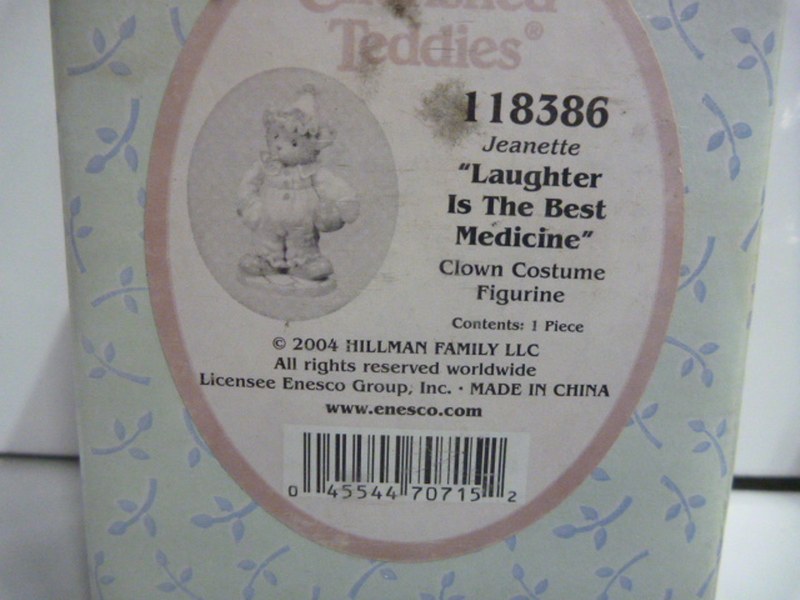 Cherished
Teddies®
118386
Jeanette
"Laughter
Is The Best
Medicine"
Clown Costume
Figurine
Contents: 1 Piece
© 2004 HILLMAN FAMILY LLC
All rights reserved worldwide
Licensee Enesco Group, Inc. · MADE IN CHINA
www.enesco.com
0 45544 70715 2